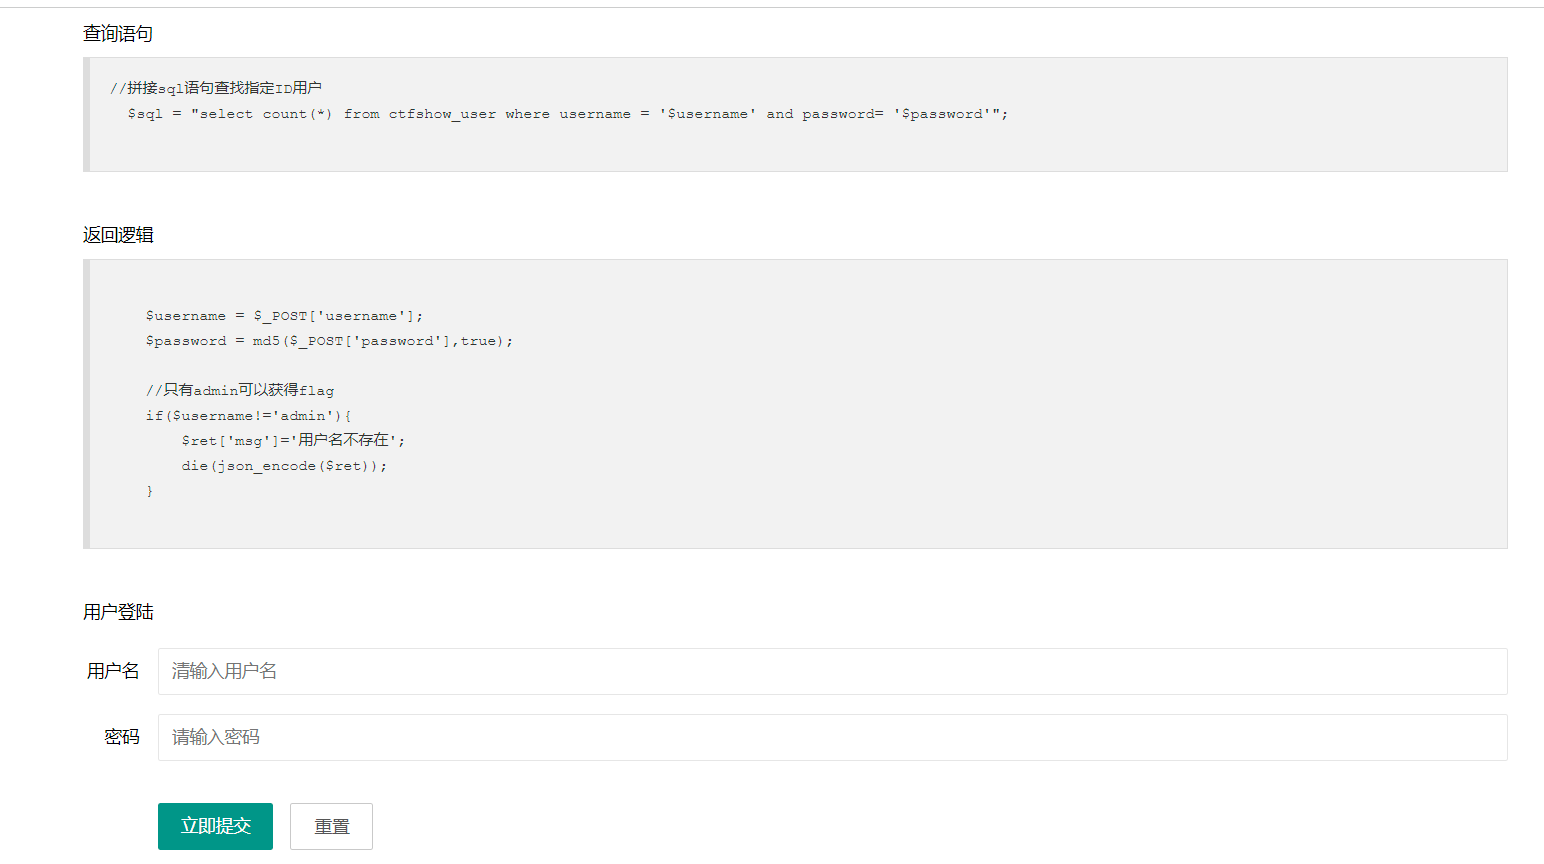 查询语句
//拼接sql语句查找指定ID用户
$sql = "select count(*) from ctfshow_user where username = '$username' and password= '$password'";
返回逻辑
$username = $_POST['username'];
$password = md5($_POST['password'],true);
//只有admin可以获得flag
if($username!='admin'){
$ret['msg']='用户名不存在';
die(json_encode($ret));
}
用户登陆
用户名 清输入用户名
密码 请输入密码
立即提交 重置